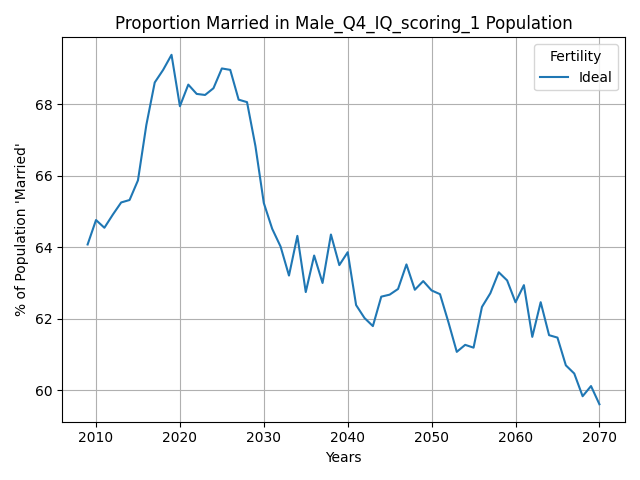 Proportion Married in Male_Q4_IQ_scoring_1 Population
Fertility
Ideal
% of Population 'Married'
68
66
64
62
60
2010 2020 2030 2040 2050 2060 2070
Years